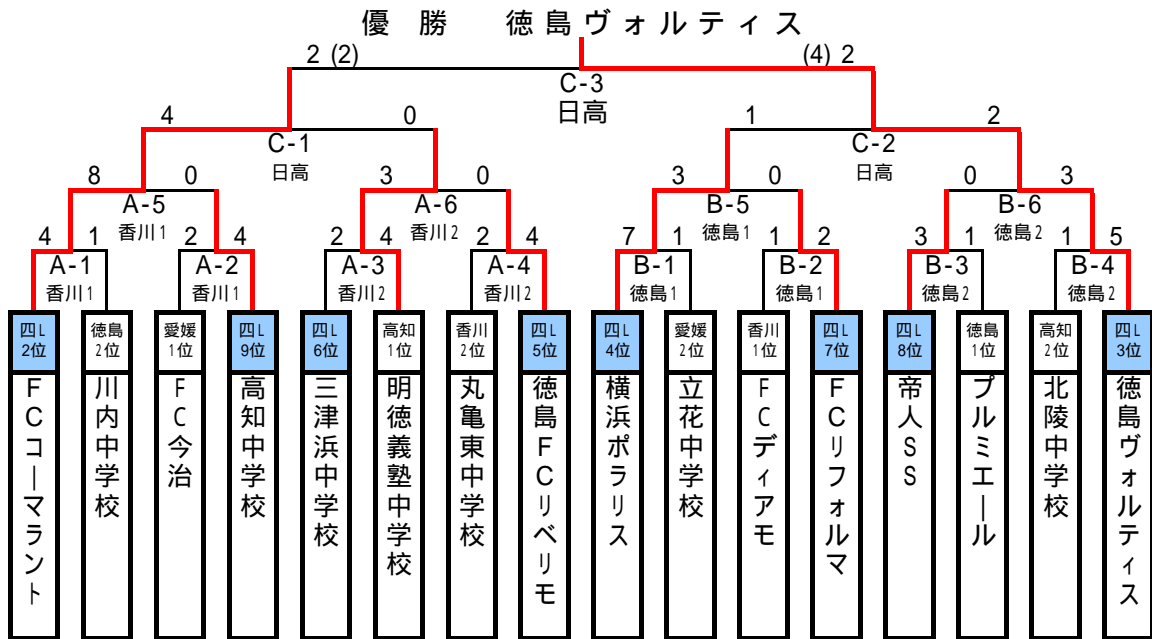 優 勝 徳島ヴォルティス
2 (2) (4) 2
C-3
日高
4 0 1 2
C-1 C-2
日高 日高
8 0 3 0 3 0 0 3
A-5 A-6 B-5 B-6
香川1 香川2 徳島1 徳島2
4 1 2 4 2 4 2 4 7 1 1 2 3 1 1 5
A-1 A-2 A-3 A-4 B-1 B-2 B-3 B-4
香川1 香川1 香川2 香川2 徳島1 徳島1 徳島2 徳島2
四L 徳島 愛媛 四L 四L 高知 香川 四L 四L 愛媛 香川 四L 四L 徳島 高知 四L
2位 2位 1位 9位 6位 1位 2位 5位 4位 2位 1位 7位 8位 1位 2位 3位
FCコーマラント
川内中学校
FC今治
高知中学校
三津浜中学校
明徳義塾中学校
丸亀東中学校
徳島FCリベリモ
横浜ポラリス
立花中学校
FCディアモ
FCリフォルマ
帝人SS
プルミエール
北陵中学校
徳島ヴォルティス